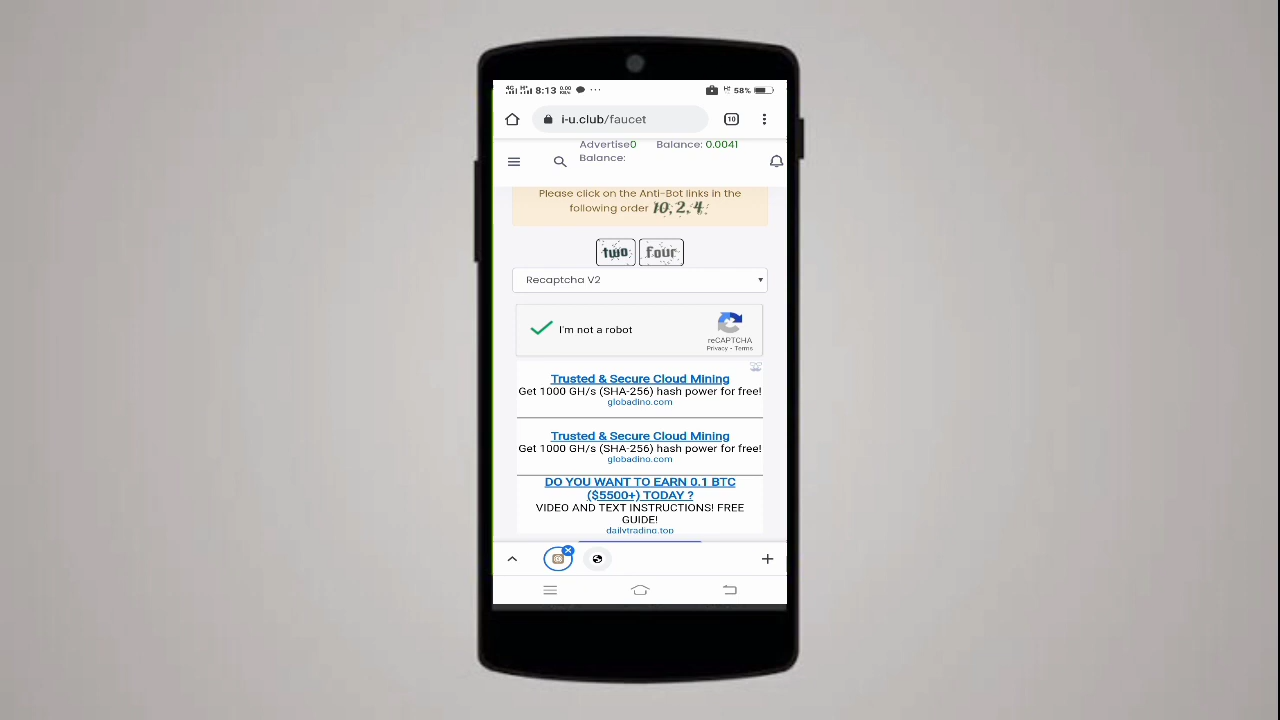 8:13 0.00 KB/s ... 58%
i-u.club/faucet 10
Advertise0 Balance: 0.0041
Balance:
Please click on the Anti-Bot links in the
following order 10,2,4:
two four
Recaptcha V2
I'm not a robot
reCAPTCHA
Privacy - Terms
Trusted & Secure Cloud Mining
Get 1000 GH/s (SHA-256) hash power for free!
globadino.com
Trusted & Secure Cloud Mining
Get 1000 GH/s (SHA-256) hash power for free!
globadino.com
DO YOU WANT TO EARN 0.1 BTC
($5500+) TODAY ?
VIDEO AND TEXT INSTRUCTIONS! FREE
GUIDE!
dailytrading.top